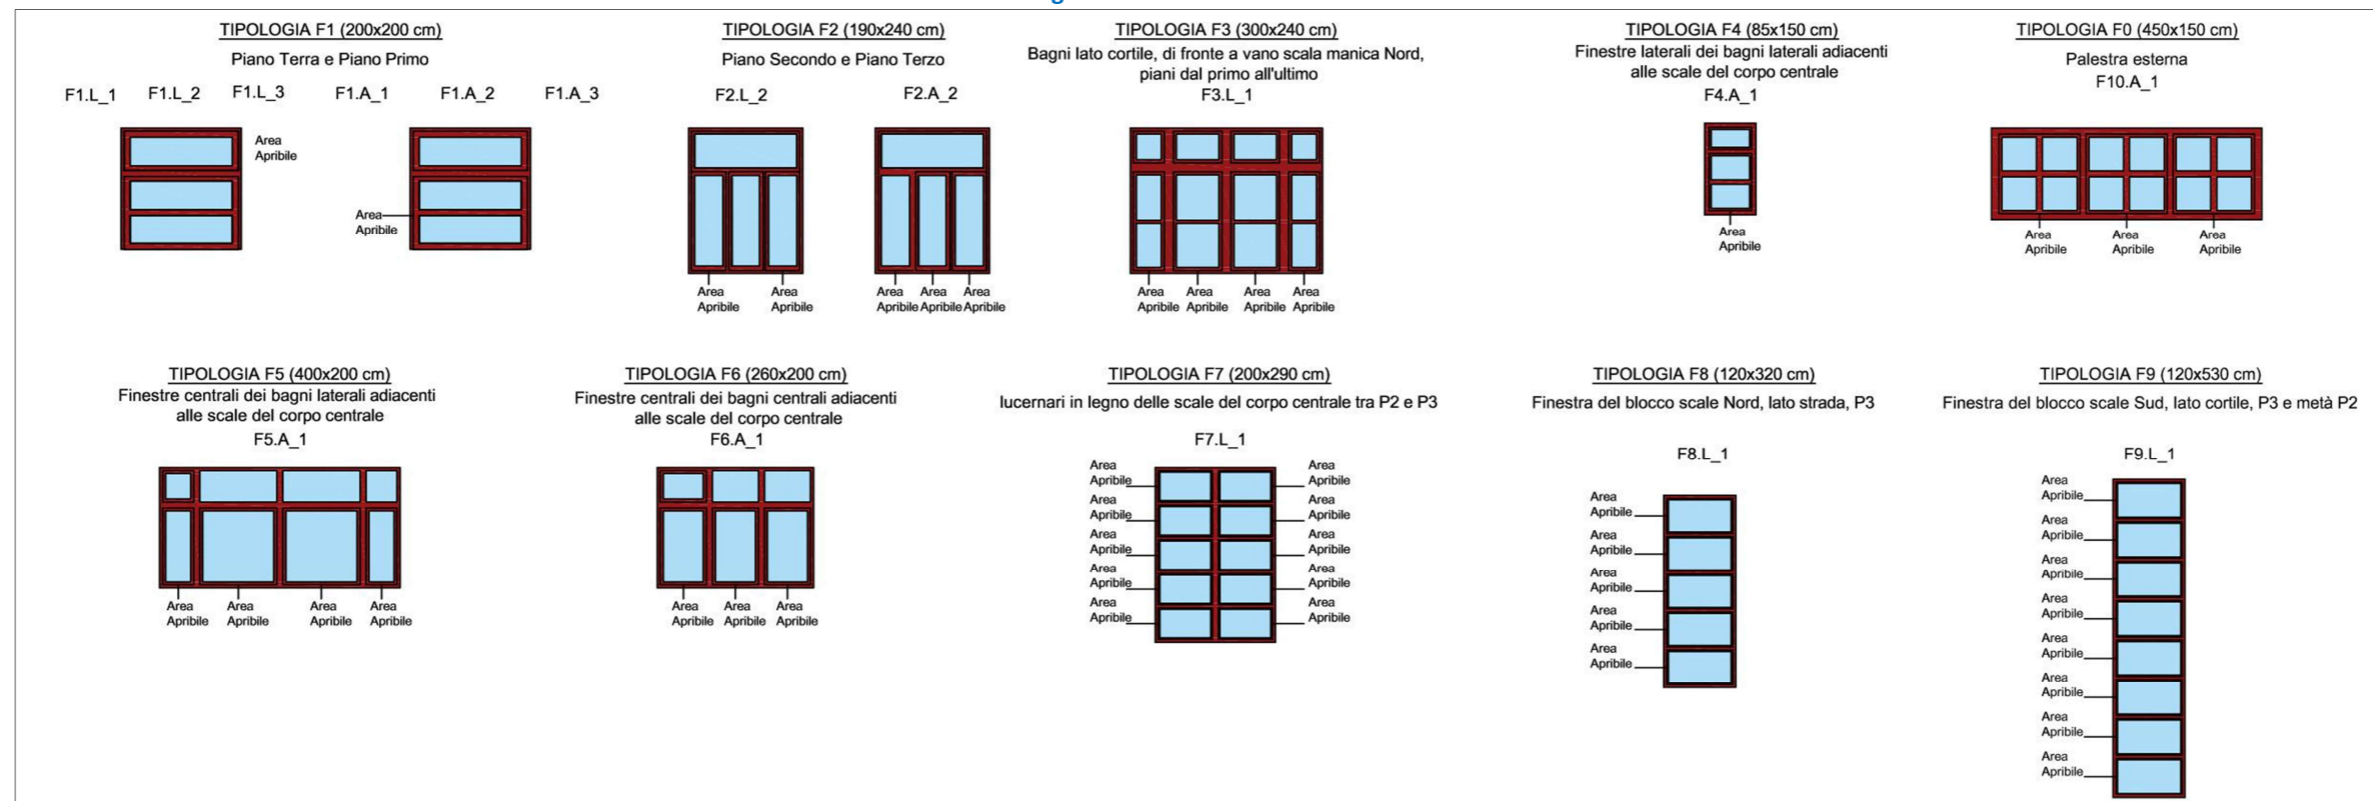 TIPOLOGIA F1 (200x200 cm)
Piano Terra e Piano Primo
F1.L_1 F1.L_2 F1.L_3 F1.A_1 F1.A_2 F1.A_3
Area
Apribile
Area
Apribile
TIPOLOGIA F2 (190x240 cm)
Piano Secondo e Piano Terzo
F2.L_2 F2.A_2
Area Area Area Area Area
Apribile Apribile Apribile Apribile Apribile
TIPOLOGIA F3 (300x240 cm)
Bagni lato cortile, di fronte a vano scala manica Nord,
piani dal primo all'ultimo
F3.L_1
Area Area Area Area
Apribile Apribile Apribile Apribile
TIPOLOGIA F4 (85x150 cm)
Finestre laterali dei bagni laterali adiacenti
alle scale del corpo centrale
F4.A_1
Area
Apribile
TIPOLOGIA F0 (450x150 cm)
Palestra esterna
F10.A_1
Area Area Area
Apribile Apribile Apribile
TIPOLOGIA F5 (400x200 cm)
Finestre centrali dei bagni laterali adiacenti
alle scale del corpo centrale
F5.A_1
Area Area Area Area
Apribile Apribile Apribile Apribile
TIPOLOGIA F6 (260x200 cm)
Finestre centrali dei bagni centrali adiacenti
alle scale del corpo centrale
F6.A_1
Area Area Area
Apribile Apribile Apribile
TIPOLOGIA F7 (200x290 cm)
lucernari in legno delle scale del corpo centrale tra P2 e P3
F7.L_1
Area Area
Apribile Apribile
Area Area
Apribile Apribile
Area Area
Apribile Apribile
Area Area
Apribile Apribile
Area Area
Apribile Apribile
TIPOLOGIA F8 (120x320 cm)
Finestra del blocco scale Nord, lato strada, P3
F8.L_1
Area
Apribile
Area
Apribile
Area
Apribile
Area
Apribile
Area
Apribile
TIPOLOGIA F9 (120x530 cm)
Finestra del blocco scale Sud, lato cortile, P3 e metà P2
F9.L_1
Area
Apribile
Area
Apribile
Area
Apribile
Area
Apribile
Area
Apribile
Area
Apribile
Area
Apribile
Area
Apribile